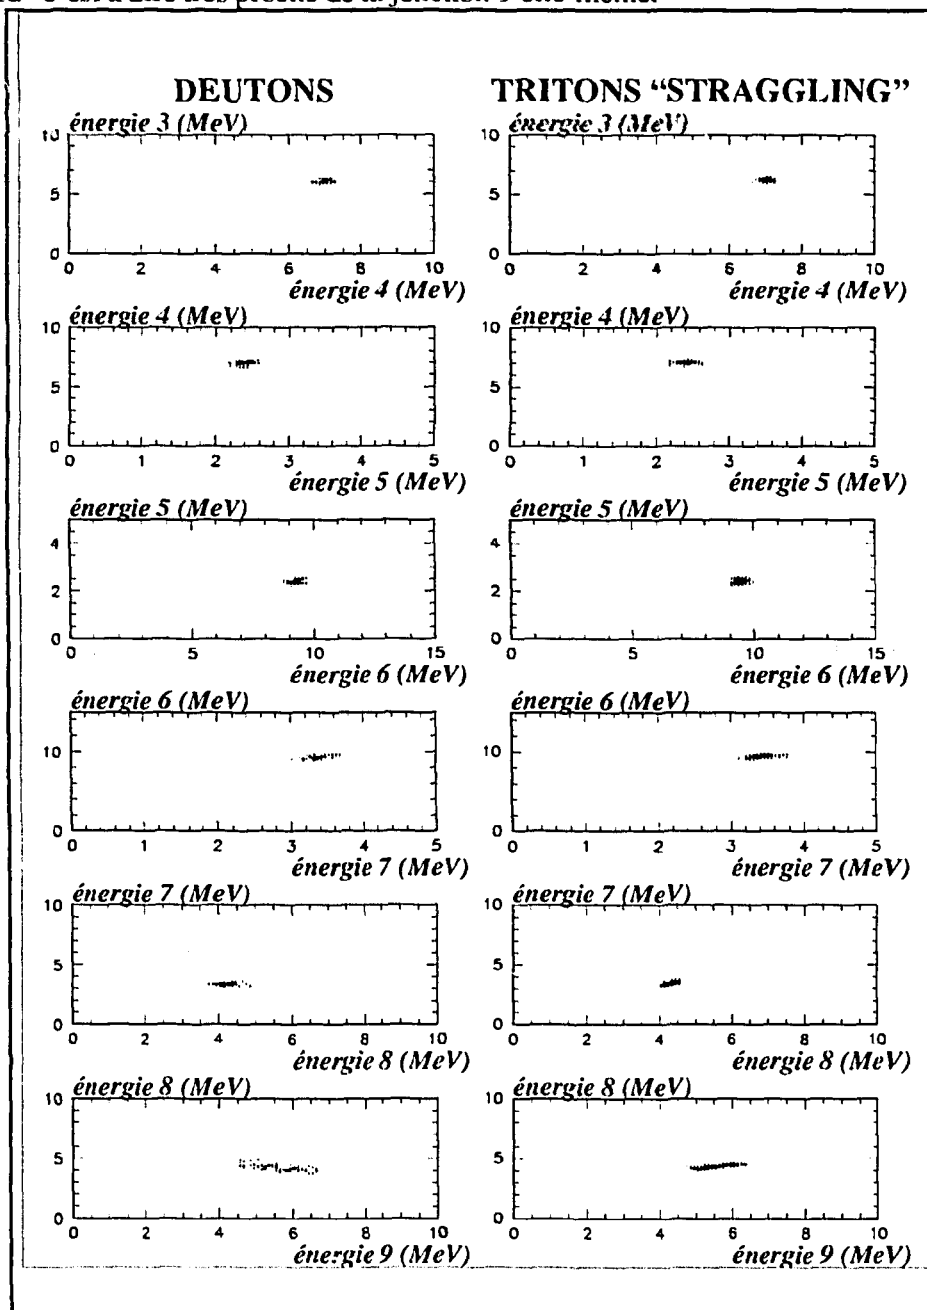 DEUTONS
énergie 3 (MeV)
10
5
0
0 2 4 6 8 10
énergie 4 (MeV)
énergie 4 (MeV)
10
5
0
0 1 2 3 4 5
énergie 5 (MeV)
énergie 5 (MeV)
4
2
0
0 5 10 15
énergie 6 (MeV)
énergie 6 (MeV)
10
0
0 1 2 3 4 5
énergie 7 (MeV)
énergie 7 (MeV)
10
5
0
0 2 4 6 8 10
énergie 8 (MeV)
énergie 8 (MeV)
10
5
0
0 2 4 6 8 10
énergie 9 (MeV)
TRITONS “STRAGGLING”
énergie 3 (MeV)
10
5
0
0 2 4 6 8 10
énergie 4 (MeV)
énergie 4 (MeV)
10
5
0
0 1 2 3 4 5
énergie 5 (MeV)
énergie 5 (MeV)
4
2
0
0 5 10 15
énergie 6 (MeV)
énergie 6 (MeV)
10
0
0 1 2 3 4 5
énergie 7 (MeV)
énergie 7 (MeV)
10
5
0
0 2 4 6 8 10
énergie 8 (MeV)
énergie 8 (MeV)
10
5
0
0 2 4 6 8 10
énergie 9 (MeV)